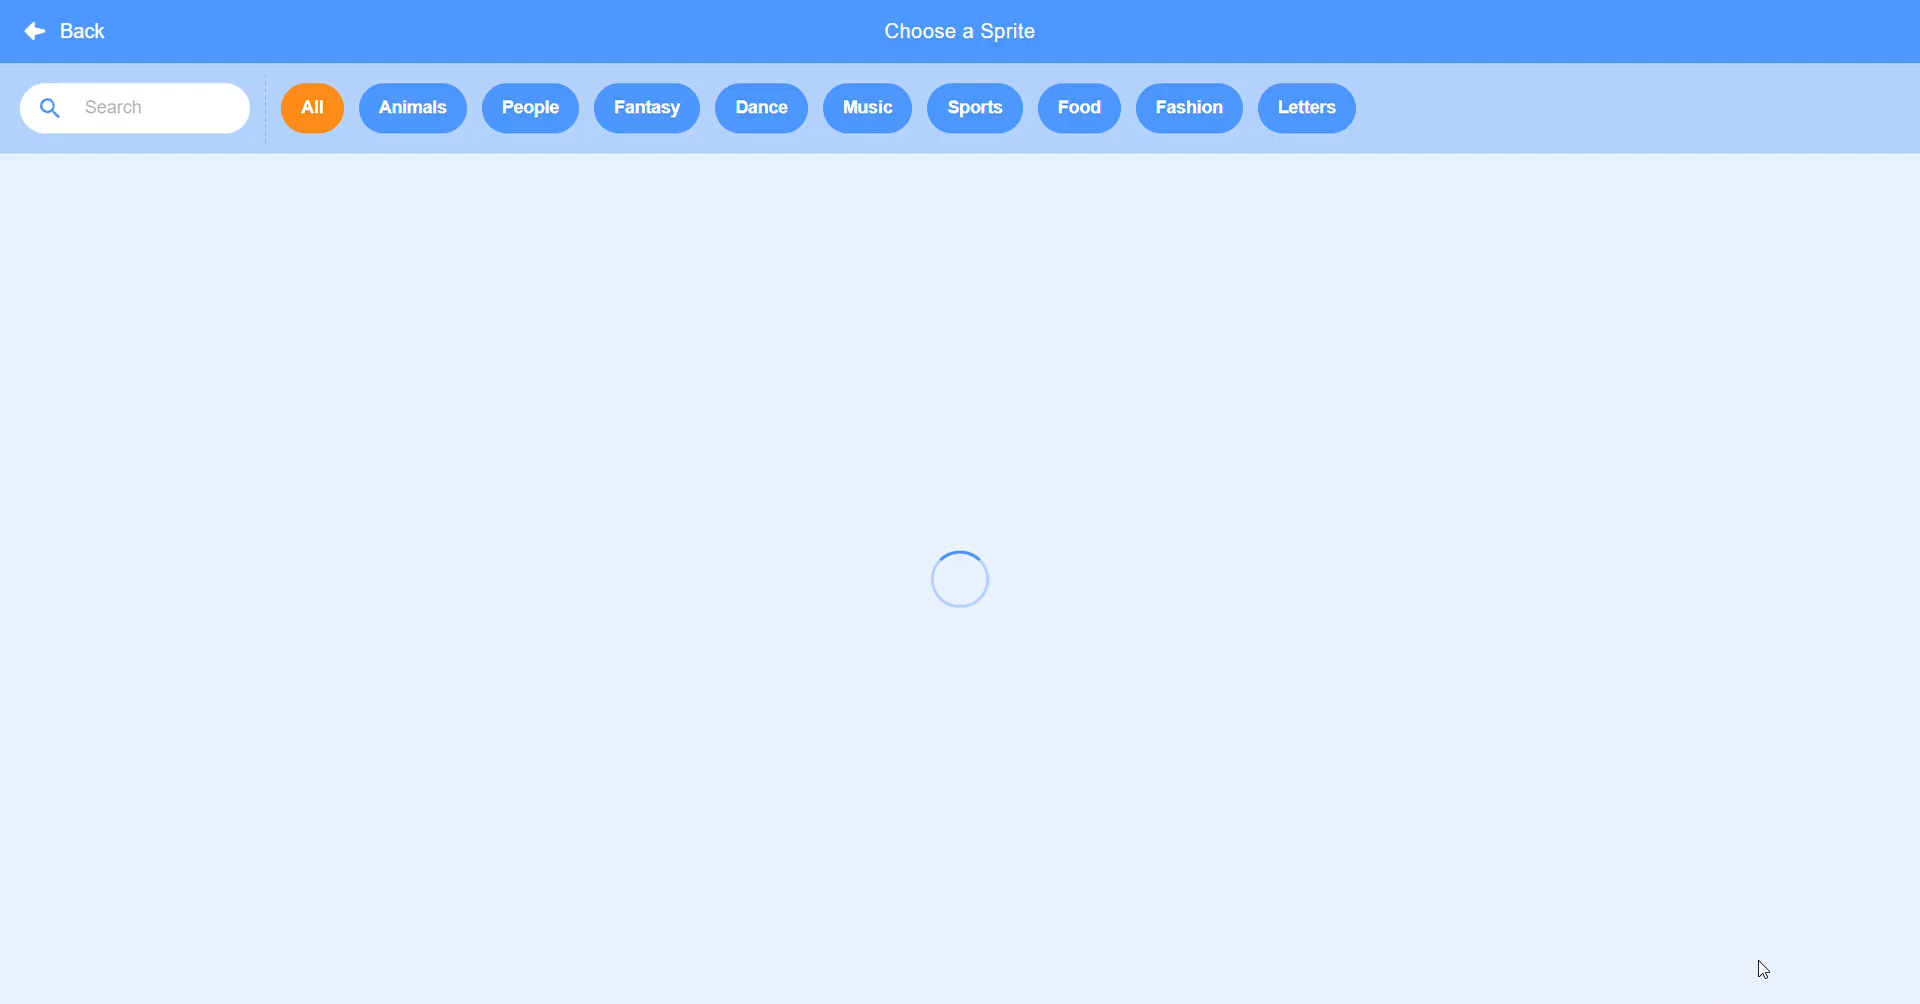 Back
Choose a Sprite
Search
All
Animals
People
Fantasy
Dance
Music
Sports
Food
Fashion
Letters